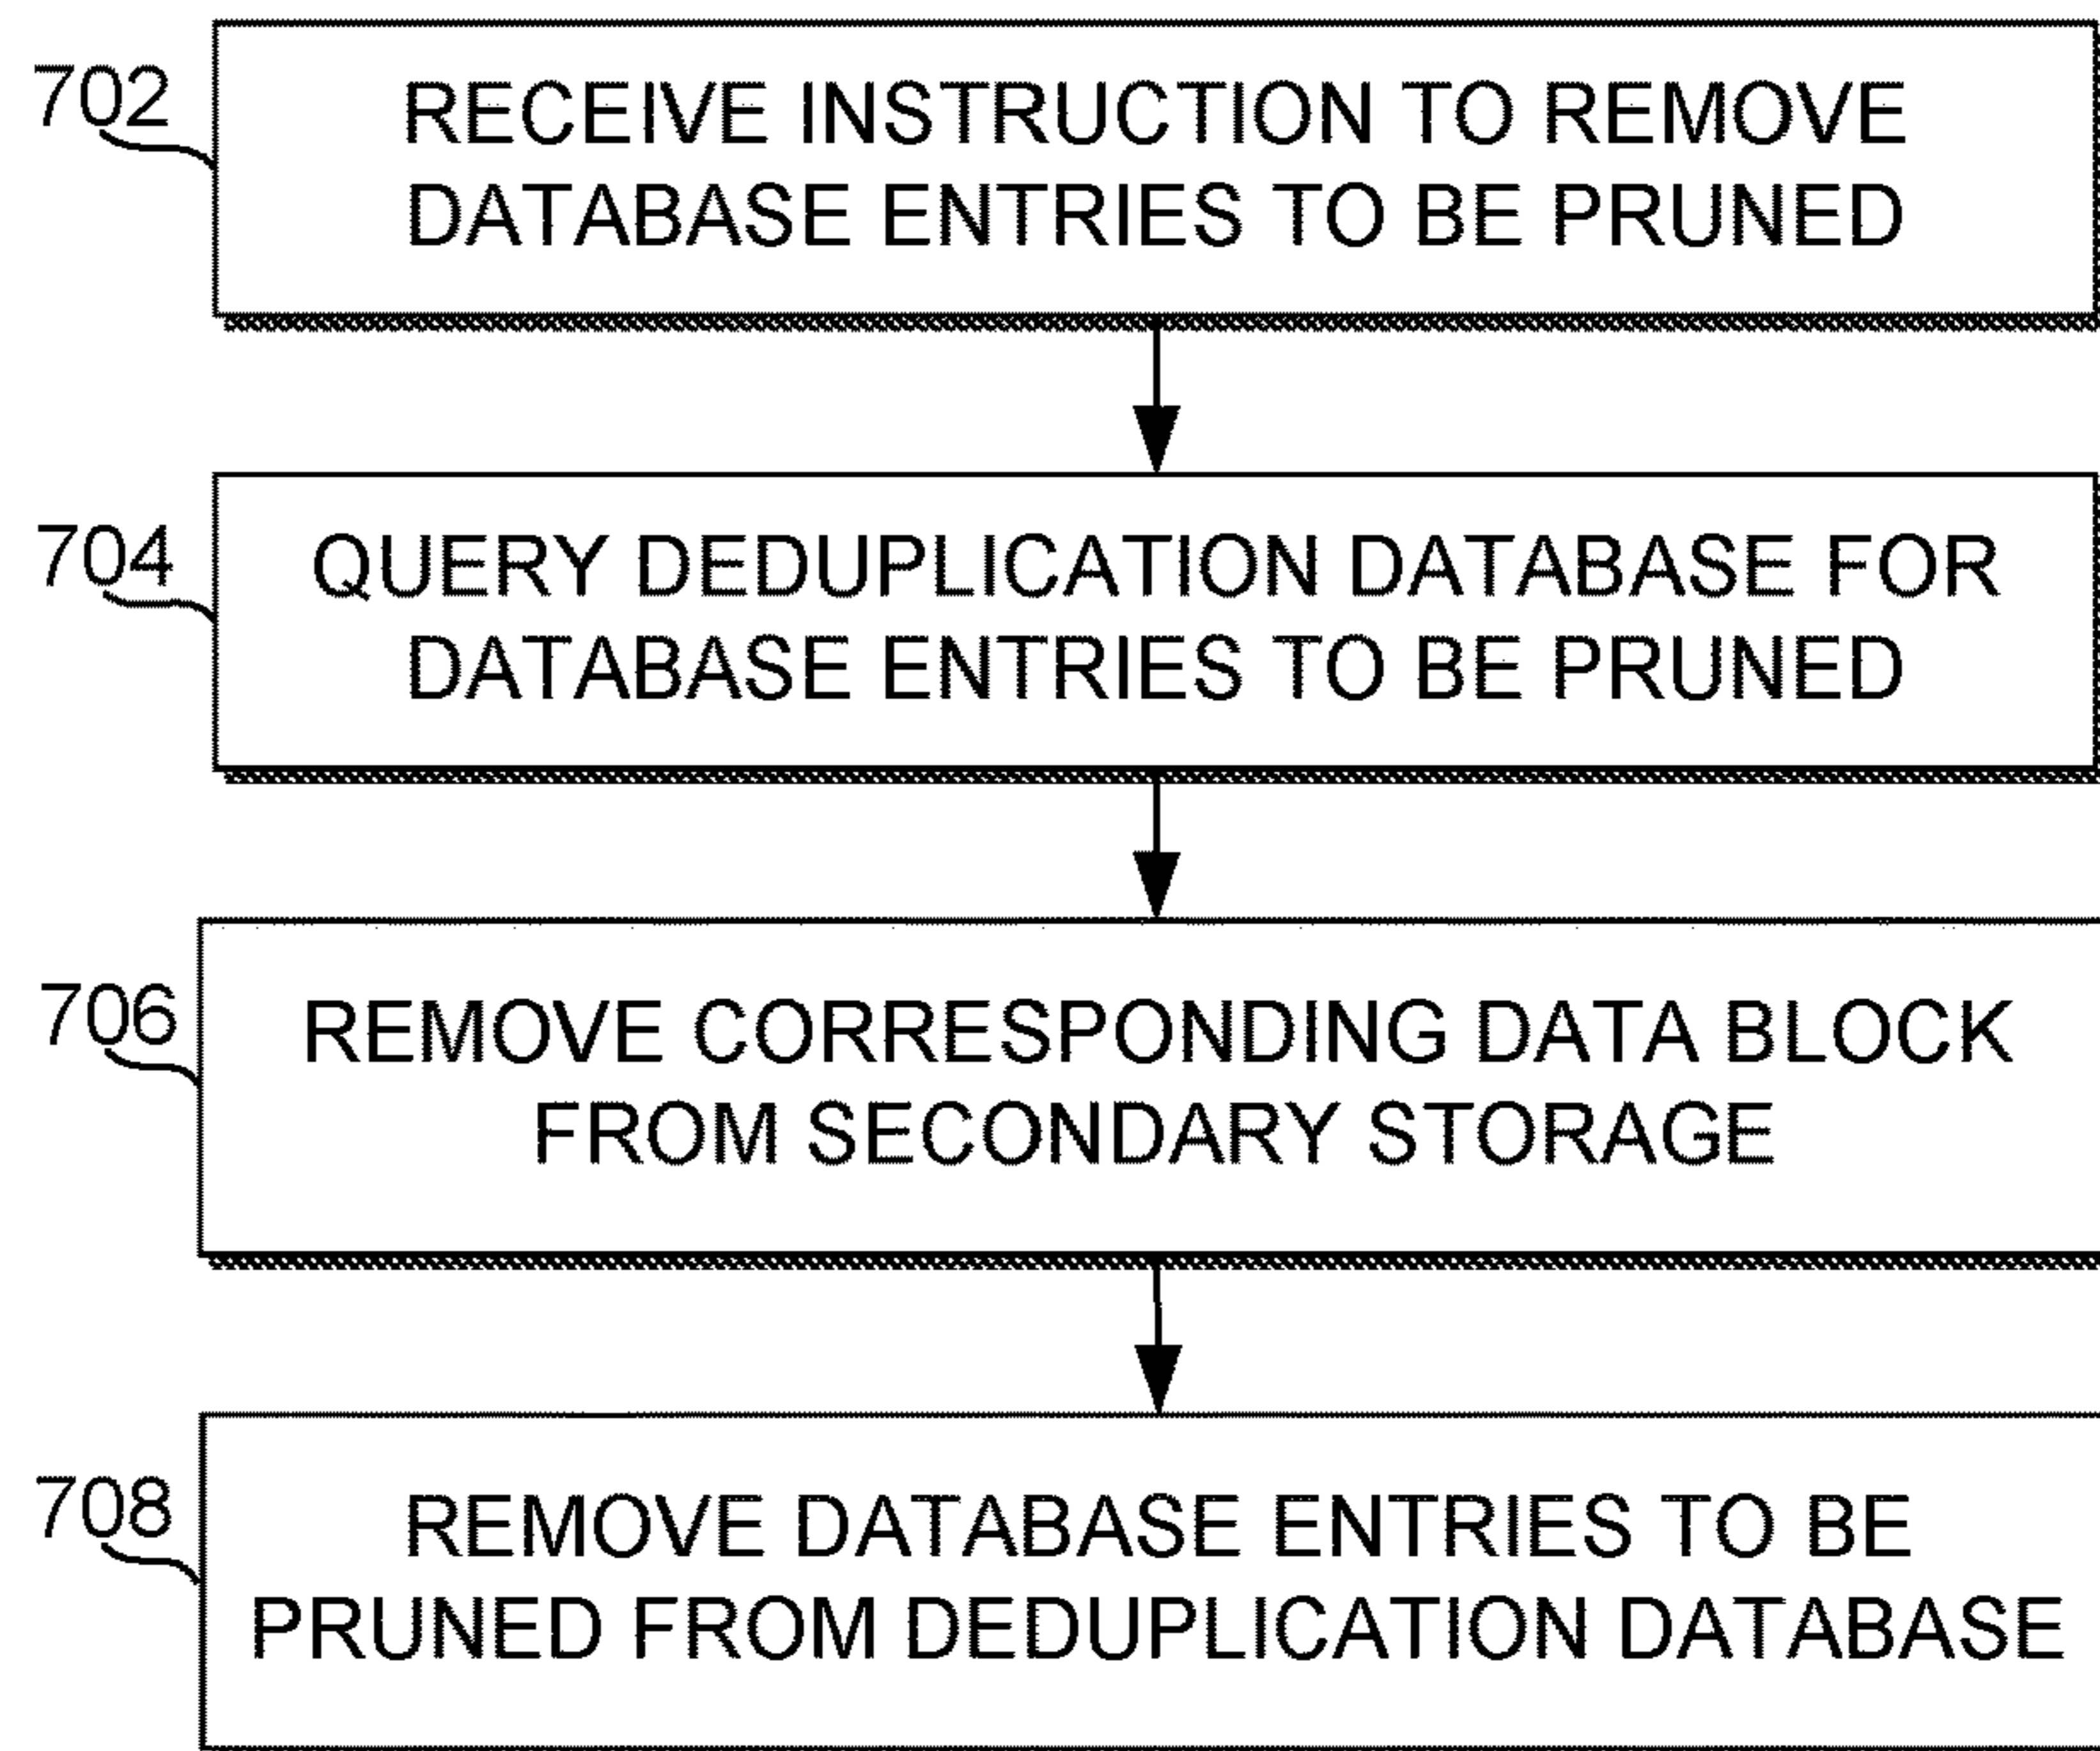 702
RECEIVE INSTRUCTION TO REMOVE
DATABASE ENTRIES TO BE PRUNED
704
QUERY DEDUPLICATION DATABASE FOR
DATABASE ENTRIES TO BE PRUNED
706
REMOVE CORRESPONDING DATA BLOCK
FROM SECONDARY STORAGE
708
REMOVE DATABASE ENTRIES TO BE
PRUNED FROM DEDUPLICATION DATABASE